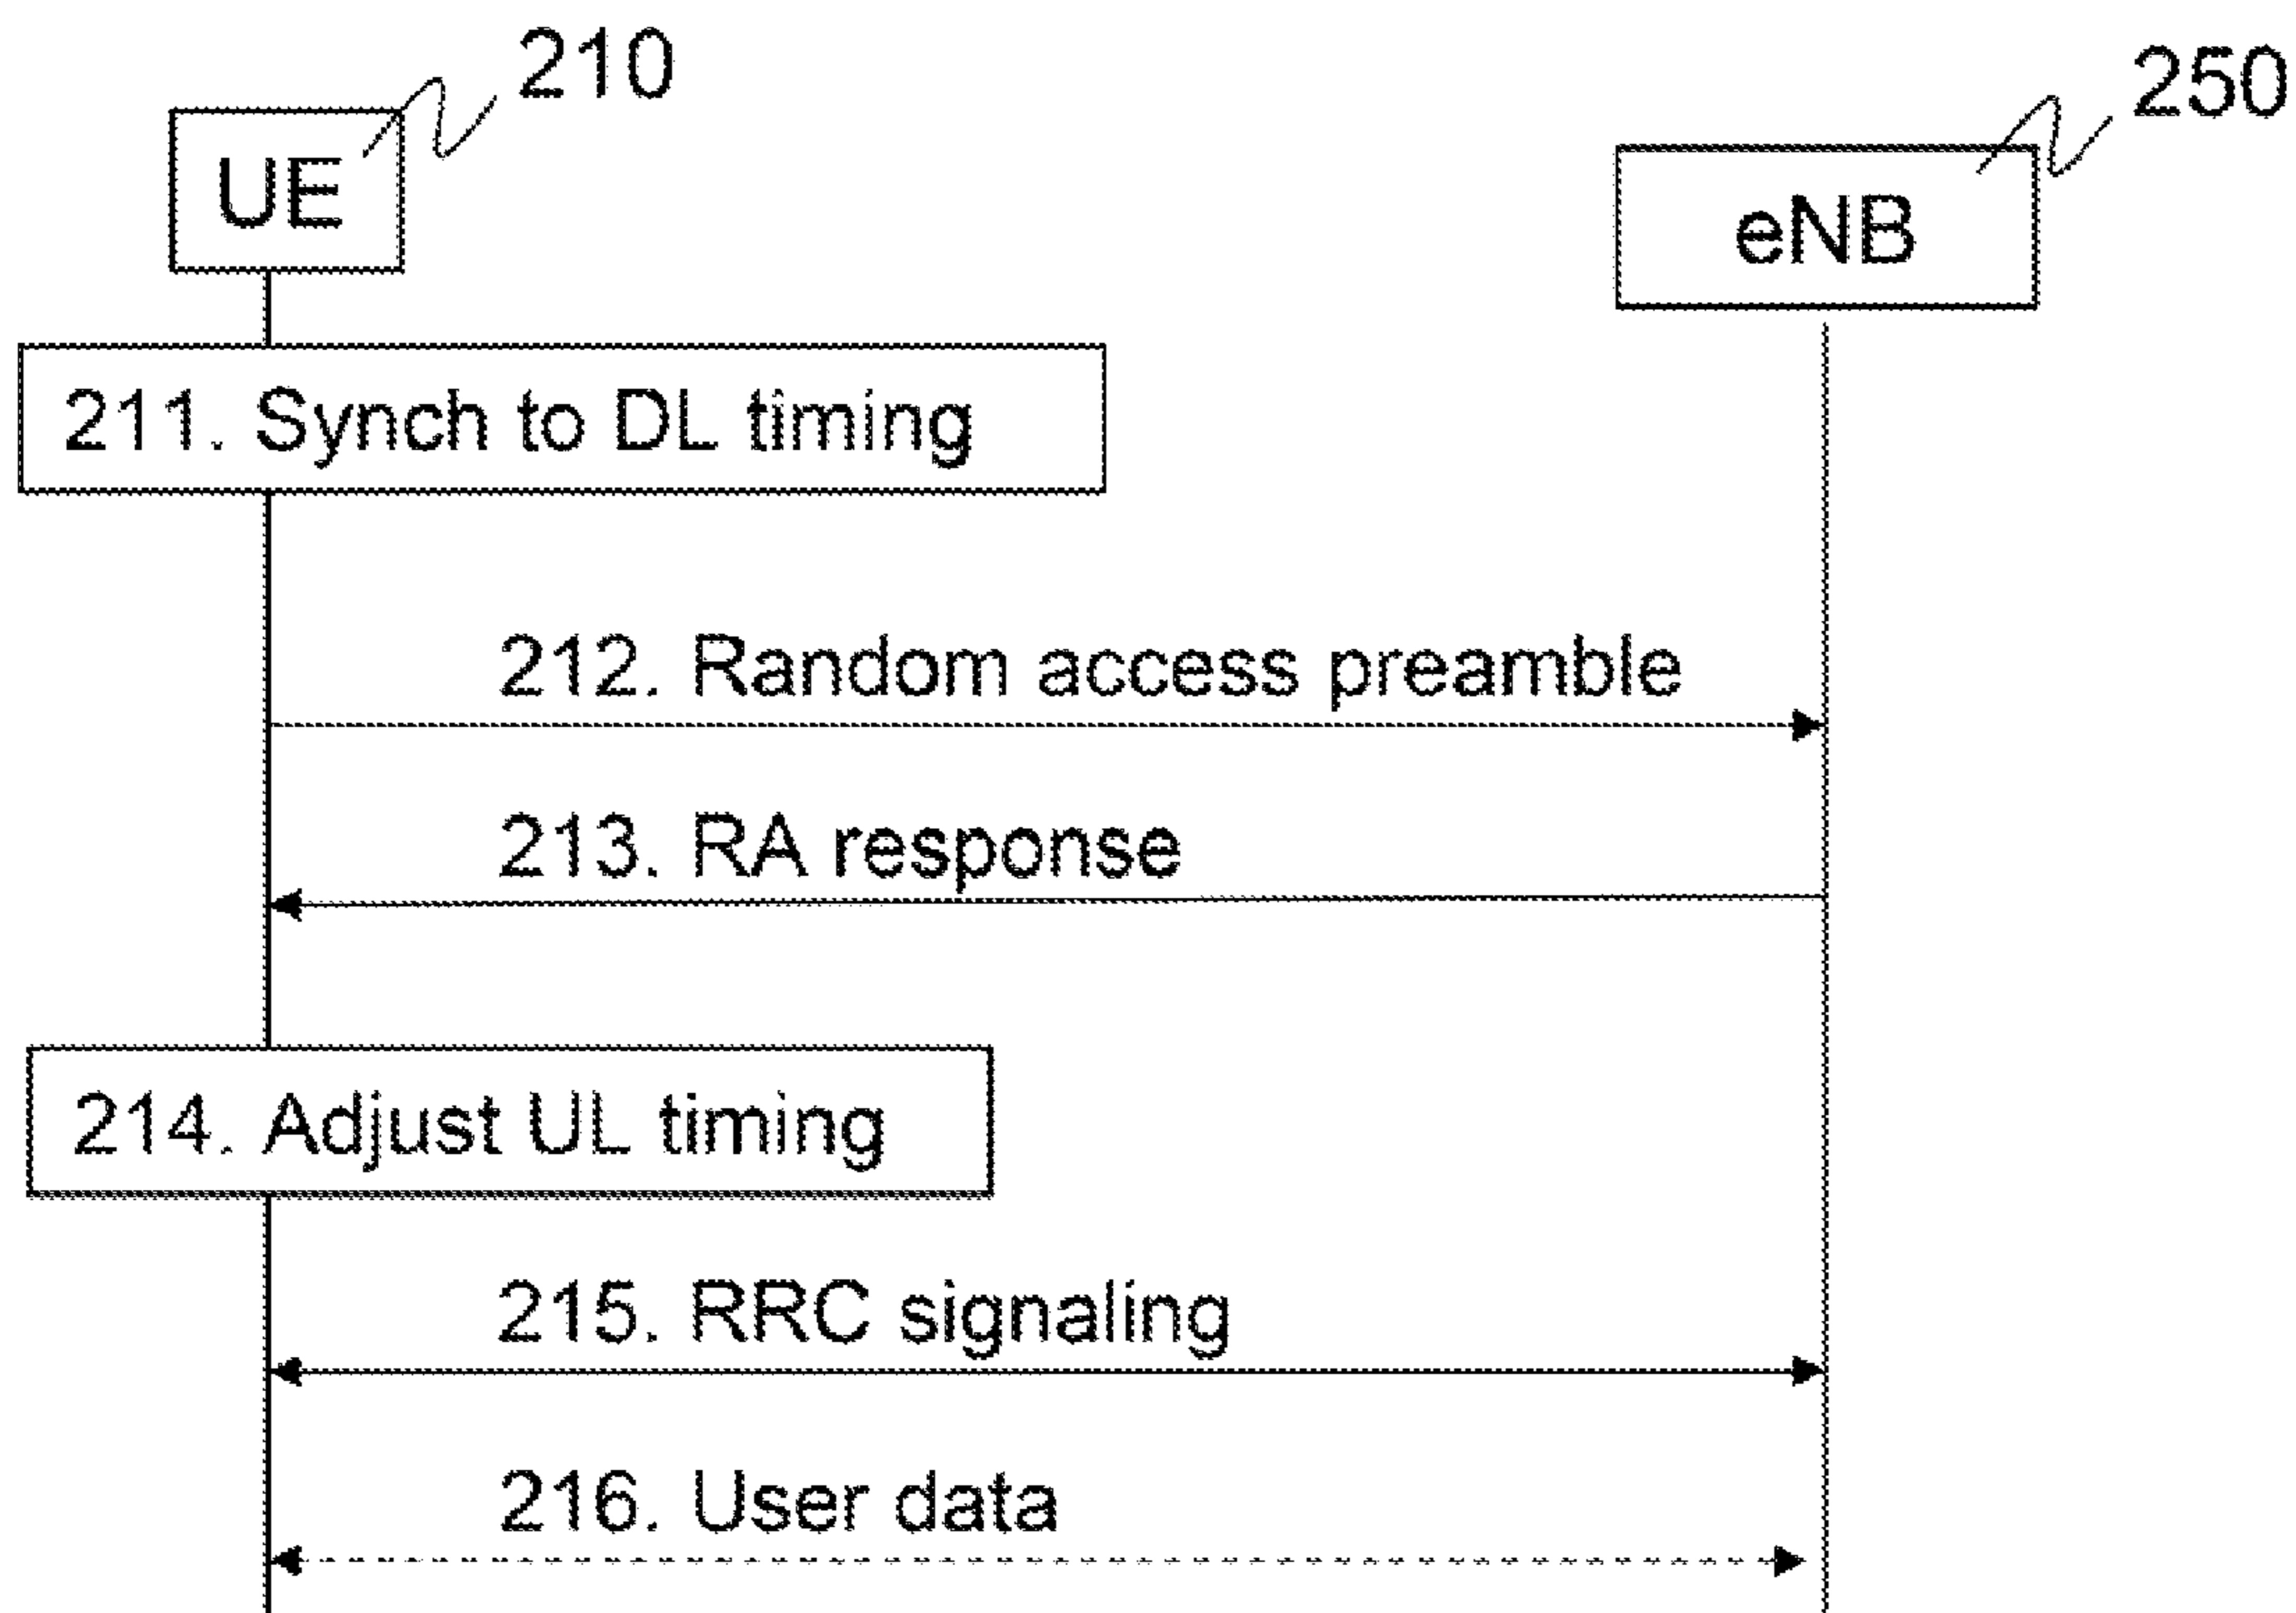 210
250
UE
eNB
211. Synch to DL timing
212. Random access preamble
213. RA response
214. Adjust UL timing
215. RRC signaling
216. User data